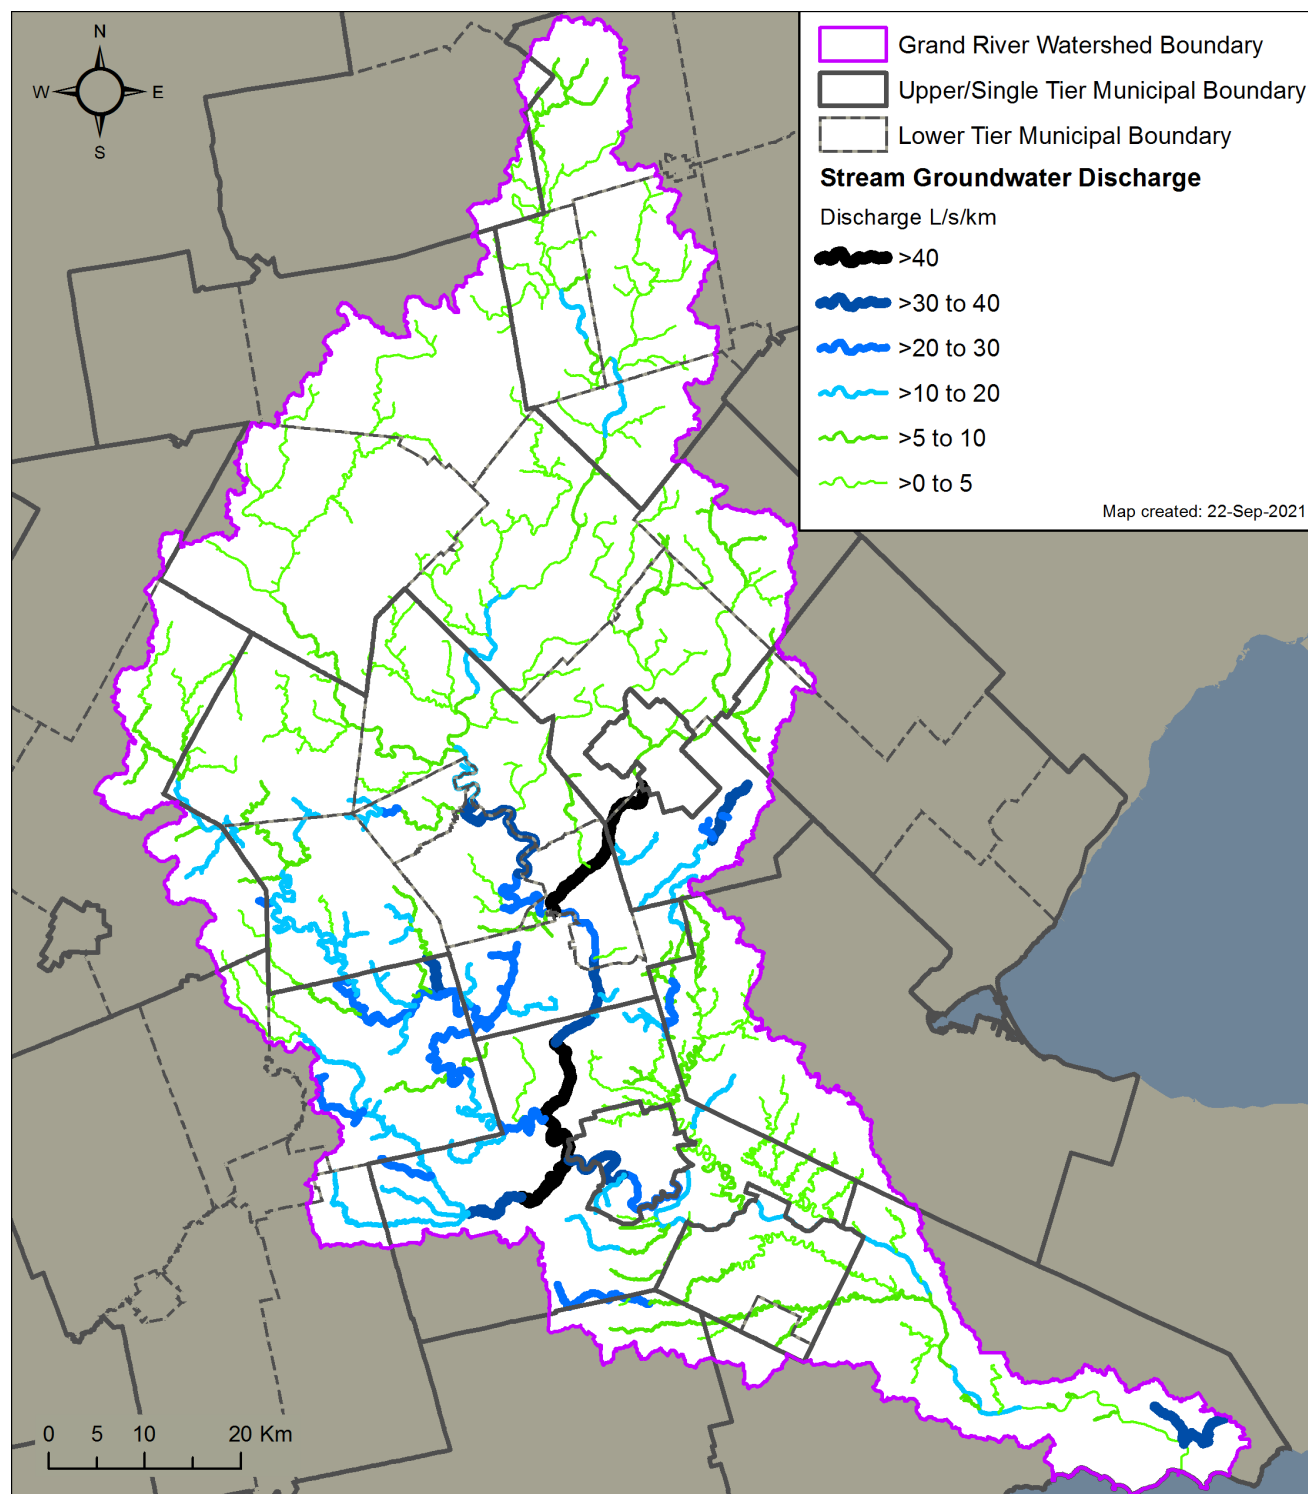 N
W E
S
Grand River Watershed Boundary
Upper/Single Tier Municipal Boundary
Lower Tier Municipal Boundary
Stream Groundwater Discharge
Discharge L/s/km
>40
>30 to 40
>20 to 30
>10 to 20
>5 to 10
>0 to 5
Map created: 22-Sep-2021
0 5 10 20 Km